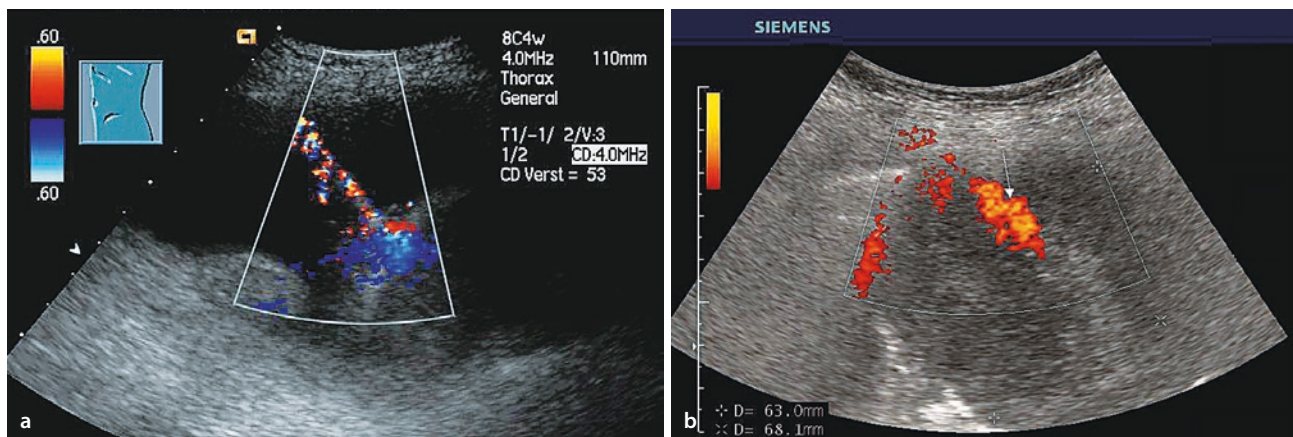 .60
.60
8C4w
4.0MHz 110mm
Thorax
General
T1/-1/ 2/V:3
1/2 CD:4.0MHz
CD Verst = 53
a
SIEMENS
D= 63.0mm
D= 68.1mm
b